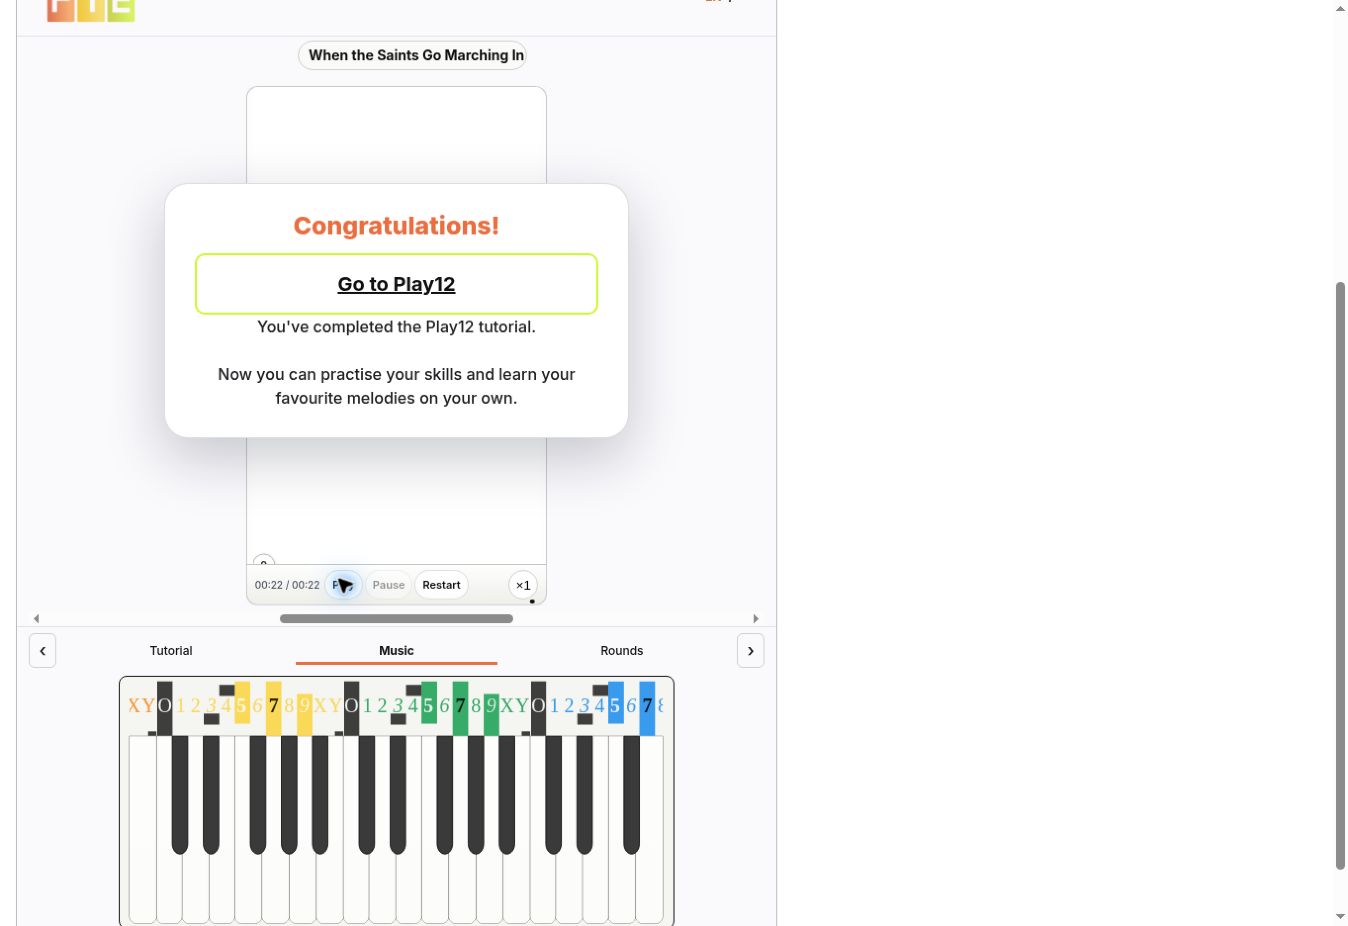 When the Saints Go Marching In
Congratulations!
Go to Play12
You've completed the Play12 tutorial.
Now you can practise your skills and learn your
favourite melodies on your own.
00:22 / 00:22 Pause Restart ×1
‹ Tutorial Music Rounds ›
XYO123456789XYO123456789XYO12345678